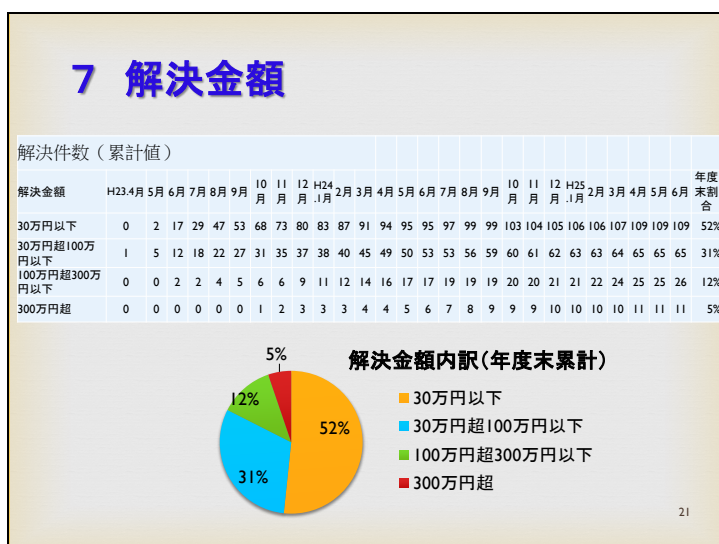 7 解決金額
解決件数（累計値）
解決金額 H23.4月 5月 6月 7月 8月 9月 10月 11月 12月 H24.1月 2月 3月 4月 5月 6月 7月 8月 9月 10月 11月 12月 H25.1月 2月 3月 4月 5月 6月 年度末割合
30万円以下 0 2 17 29 47 53 68 73 80 83 87 91 94 95 95 97 99 99 103 104 105 106 106 107 109 109 109 52%
30万円超100万円以下 1 5 12 18 22 27 31 35 37 38 40 45 49 50 53 53 56 59 60 61 62 63 63 64 65 65 65 31%
100万円超300万円以下 0 0 2 2 4 5 6 6 9 11 12 14 16 17 17 19 19 19 20 20 21 21 22 24 25 25 26 12%
300万円超 0 0 0 0 0 0 1 2 3 3 3 4 4 5 6 7 8 9 9 9 10 10 10 10 11 11 11 5%
解決金額内訳（年度末累計）
5%
12%
52%
31%
30万円以下
30万円超100万円以下
100万円超300万円以下
300万円超
21